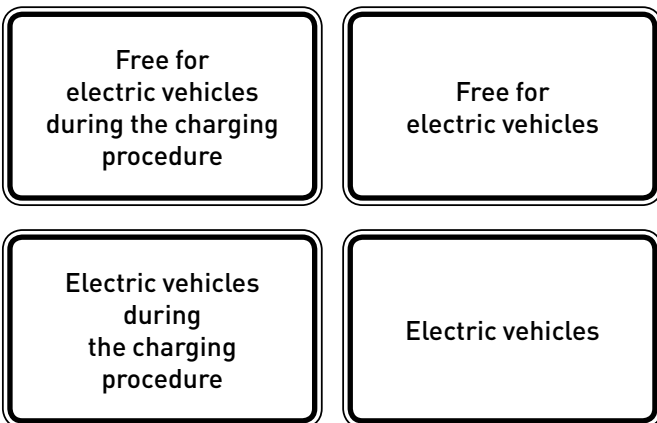 Free for
electric vehicles
during the charging
procedure
Free for
electric vehicles
Electric vehicles
during
the charging
procedure
Electric vehicles